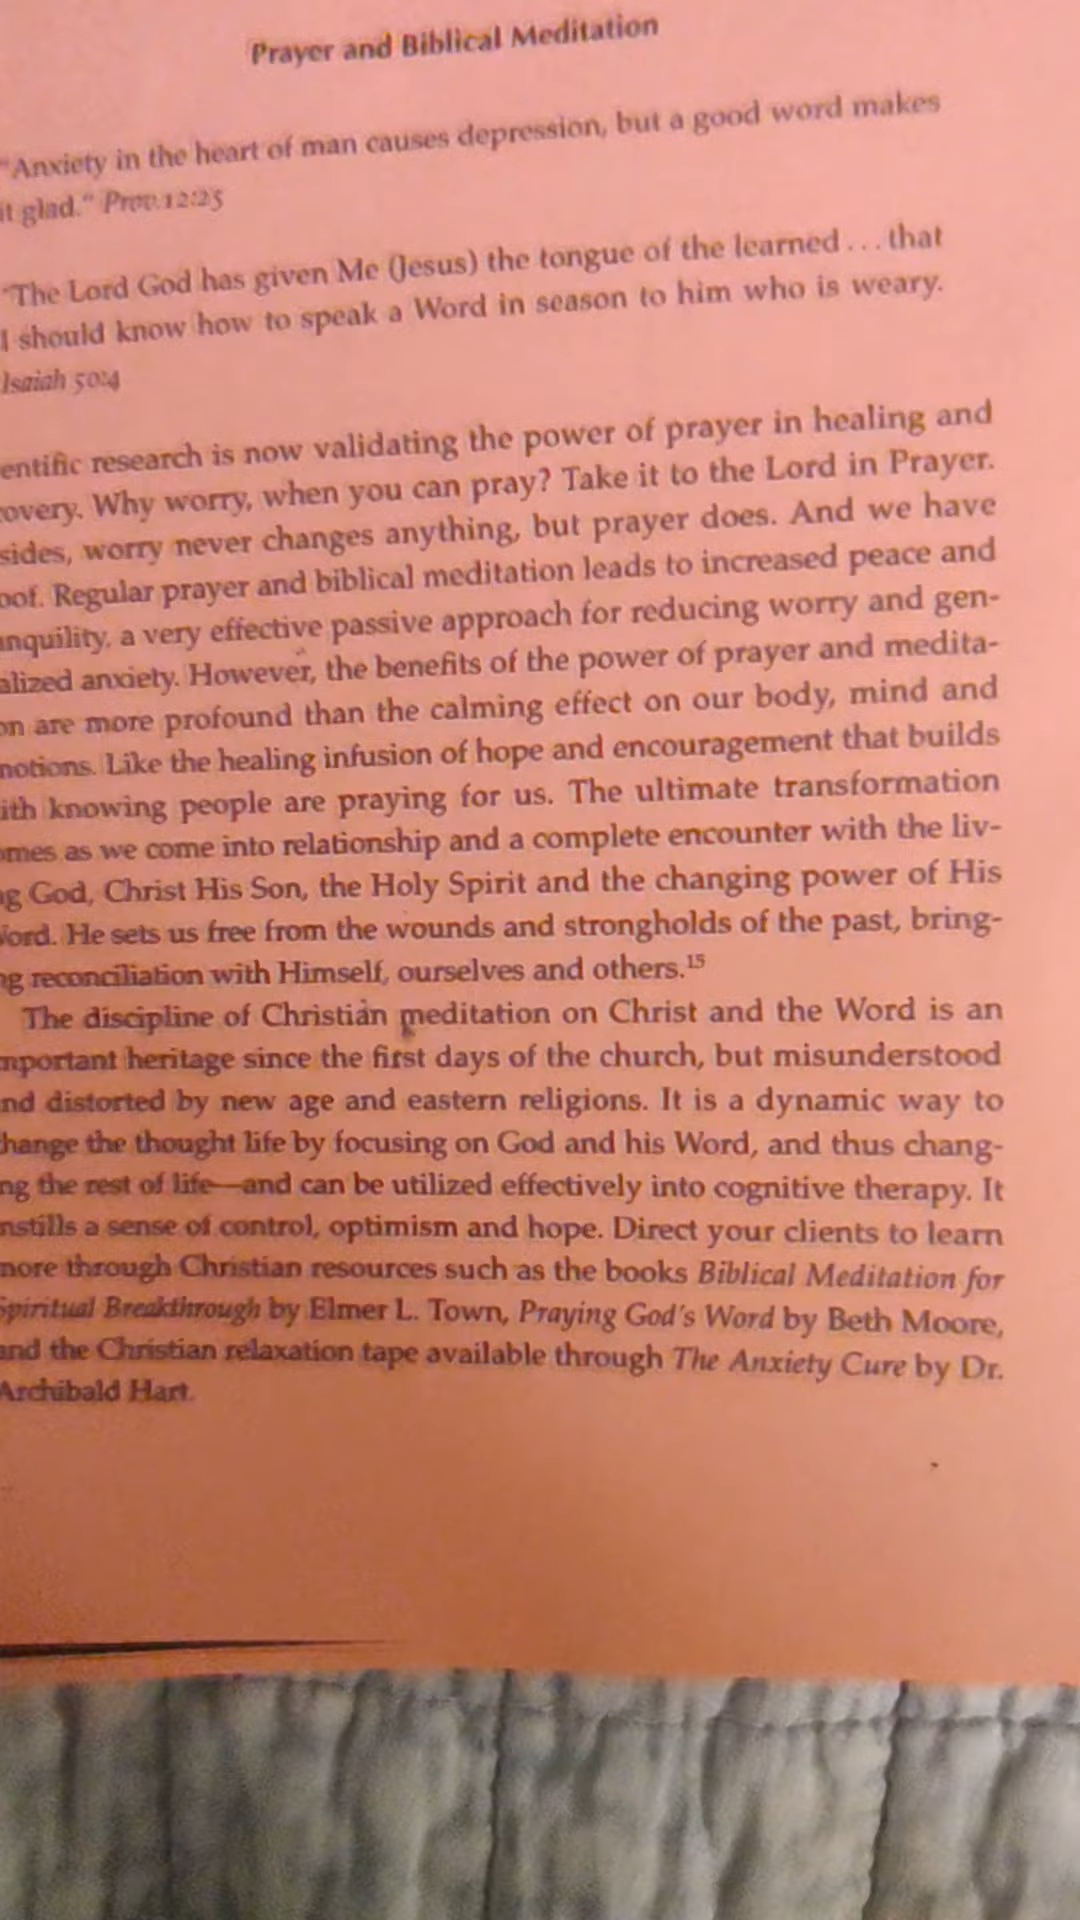 Prayer and Biblical Meditation
"Anxiety in the heart of man causes depression, but a good word makes
it glad." Prov.12:25
"The Lord God has given Me (Jesus) the tongue of the learned . . . that
I should know how to speak a Word in season to him who is weary.
Isaiah 50:4
entific research is now validating the power of prayer in healing and
covery. Why worry, when you can pray? Take it to the Lord in Prayer.
sides, worry never changes anything, but prayer does. And we have
oof. Regular prayer and biblical meditation leads to increased peace and
anquility, a very effective passive approach for reducing worry and gen-
alized anxiety. However, the benefits of the power of prayer and medita-
on are more profound than the calming effect on our body, mind and
motions. Like the healing infusion of hope and encouragement that builds
ith knowing people are praying for us. The ultimate transformation
omes as we come into relationship and a complete encounter with the liv-
ng God, Christ His Son, the Holy Spirit and the changing power of His
Word. He sets us free from the wounds and strongholds of the past, bring-
ng reconciliation with Himself, ourselves and others.15
The discipline of Christian meditation on Christ and the Word is an
mportant heritage since the first days of the church, but misunderstood
nd distorted by new age and eastern religions. It is a dynamic way to
hange the thought life by focusing on God and his Word, and thus chang-
ng the rest of life—and can be utilized effectively into cognitive therapy. It
nstills a sense of control, optimism and hope. Direct your clients to learn
more through Christian resources such as the books Biblical Meditation for
Spiritual Breakthrough by Elmer L. Town, Praying God's Word by Beth Moore,
and the Christian relaxation tape available through The Anxiety Cure by Dr.
Archibald Hart.